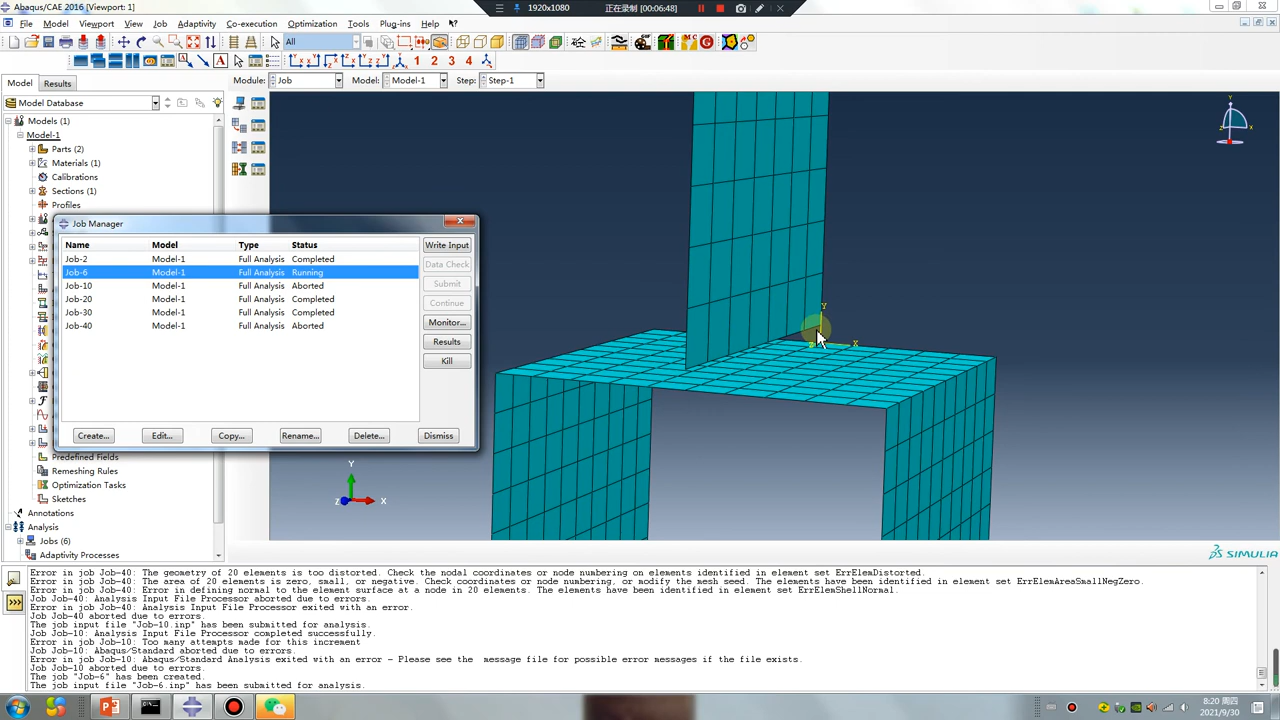 Abaqus/CAE 2016 [Viewport: 1]
1920x1080
正在录制 (00:06:48)
File Model Viewport View Job Adaptivity Co-execution Optimization Tools Plug-ins Help
All
1 2 3 4
Model Results
Module: Job Model: Model-1 Step: Step-1
Model Database
Models (1)
Model-1
Parts (2)
Materials (1)
Calibrations
Sections (1)
Profiles
Job Manager
Name Model Type Status
Job-2 Model-1 Full Analysis Completed
Job-6 Model-1 Full Analysis Running
Job-10 Model-1 Full Analysis Aborted
Job-20 Model-1 Full Analysis Completed
Job-30 Model-1 Full Analysis Completed
Job-40 Model-1 Full Analysis Aborted
Write Input
Data Check
Submit
Continue
Monitor...
Results
Kill
Create... Edit... Copy... Rename... Delete... Dismiss
Predefined Fields
Remeshing Rules
Optimization Tasks
Sketches
Annotations
Analysis
Jobs (6)
Adaptivity Processes
Y
X
Y
Z X
SIMULIA
Error in job Job-40: The geometry of 20 elements is too distorted. Check the nodal coordinates or node numbering on elements identified in element set ErrElemDistorted.
Error in job Job-40: The area of 20 elements is zero, small, or negative. Check coordinates or node numbering, or modify the mesh seed. The elements have been identified in element set ErrElemAreaSmallNegZero.
Error in job Job-40: Error in defining normal to the element surface at a node in 20 elements. The elements have been identified in element set ErrElemShellNormal.
Error in job Job-40: Analysis Input File Processor aborted due to errors.
Error in job Job-40: Analysis Input File Processor exited with an error.
Job Job-40 aborted due to errors.
The job input file "Job-10.inp" has been submitted for analysis.
Job Job-10: Analysis Input File Processor completed successfully.
Error in job Job-10: Too many attempts made for this increment
Job Job-10: Abaqus/Standard aborted due to errors.
Error in job Job-10: Abaqus/Standard Analysis exited with an error - Please see the message file for possible error messages if the file exists.
Job Job-10 aborted due to errors.
The job "Job-6" has been created.
The job input file "Job-6.inp" has been submitted for analysis.
8:20 周四
2021/9/30